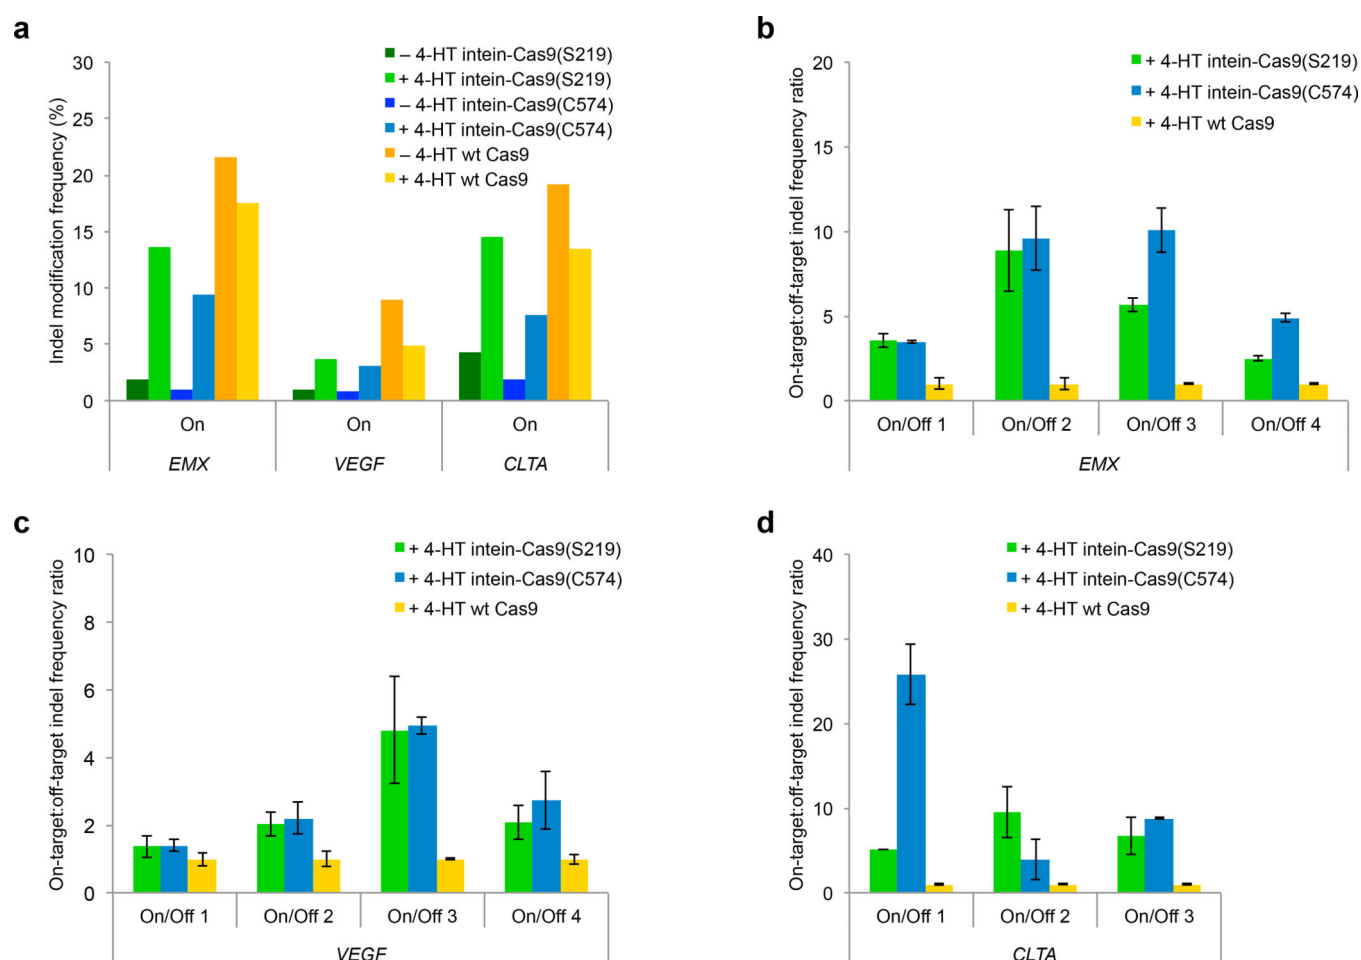 a
Indel modification frequency (%)
30
25
20
15
10
5
0
– 4-HT intein-Cas9(S219)
+ 4-HT intein-Cas9(S219)
– 4-HT intein-Cas9(C574)
+ 4-HT intein-Cas9(C574)
– 4-HT wt Cas9
+ 4-HT wt Cas9
On
On
On
EMX
VEGF
CLTA
b
On-target:off-target indel frequency ratio
20
15
10
5
0
+ 4-HT intein-Cas9(S219)
+ 4-HT intein-Cas9(C574)
+ 4-HT wt Cas9
On/Off 1
On/Off 2
On/Off 3
On/Off 4
EMX
c
On-target:off-target indel frequency ratio
10
8
6
4
2
0
+ 4-HT intein-Cas9(S219)
+ 4-HT intein-Cas9(C574)
+ 4-HT wt Cas9
On/Off 1
On/Off 2
On/Off 3
On/Off 4
VEGF
d
On-target:off-target indel frequency ratio
40
30
20
10
0
+ 4-HT intein-Cas9(S219)
+ 4-HT intein-Cas9(C574)
+ 4-HT wt Cas9
On/Off 1
On/Off 2
On/Off 3
CLTA